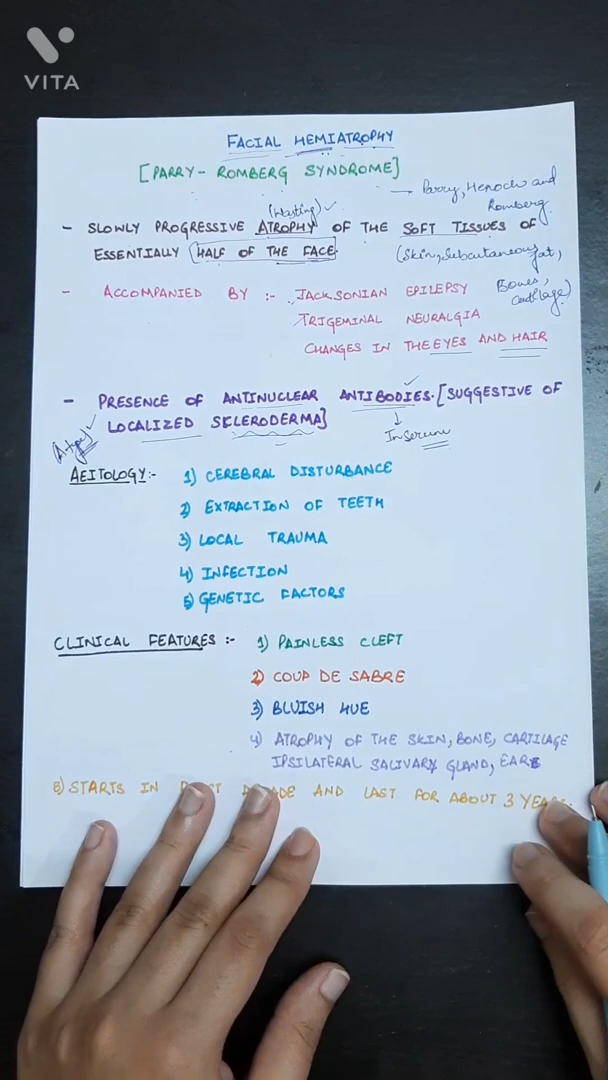 VITA
FACIAL HEMIATROPHY
[PARRY-ROMBERG SYNDROME]
→ Parry, Henoch and
Romberg
(Wasting) ✓
- SLOWLY PROGRESSIVE ATROPHY OF THE SOFT TISSUES OF
ESSENTIALLY HALF OF THE FACE
(Skin, Subcutaneous fat,
Bones,
cartilage)
- ACCOMPANIED BY :- JACKSONIAN EPILEPSY
TRIGEMINAL NEURALGIA
CHANGES IN THE EYES AND HAIR
- PRESENCE OF ANTINUCLEAR ANTIBODIES. [SUGGESTIVE OF
LOCALIZED SCLERODERMA]
↓
In Serum
AEITOLOGY:- 1) CEREBRAL DISTURBANCE
2) EXTRACTION OF TEETH
3) LOCAL TRAUMA
4) INFECTION
5) GENETIC FACTORS
CLINICAL FEATURES :- 1) PAINLESS CLEFT
2) COUP DE SABRE
3) BLUISH HUE
4) ATROPHY OF THE SKIN, BONE, CARTILAGE
IPSILATERAL SALIVARY GLAND, EAR
5) STARTS IN AND LAST FOR ABOUT 3 YEARS.